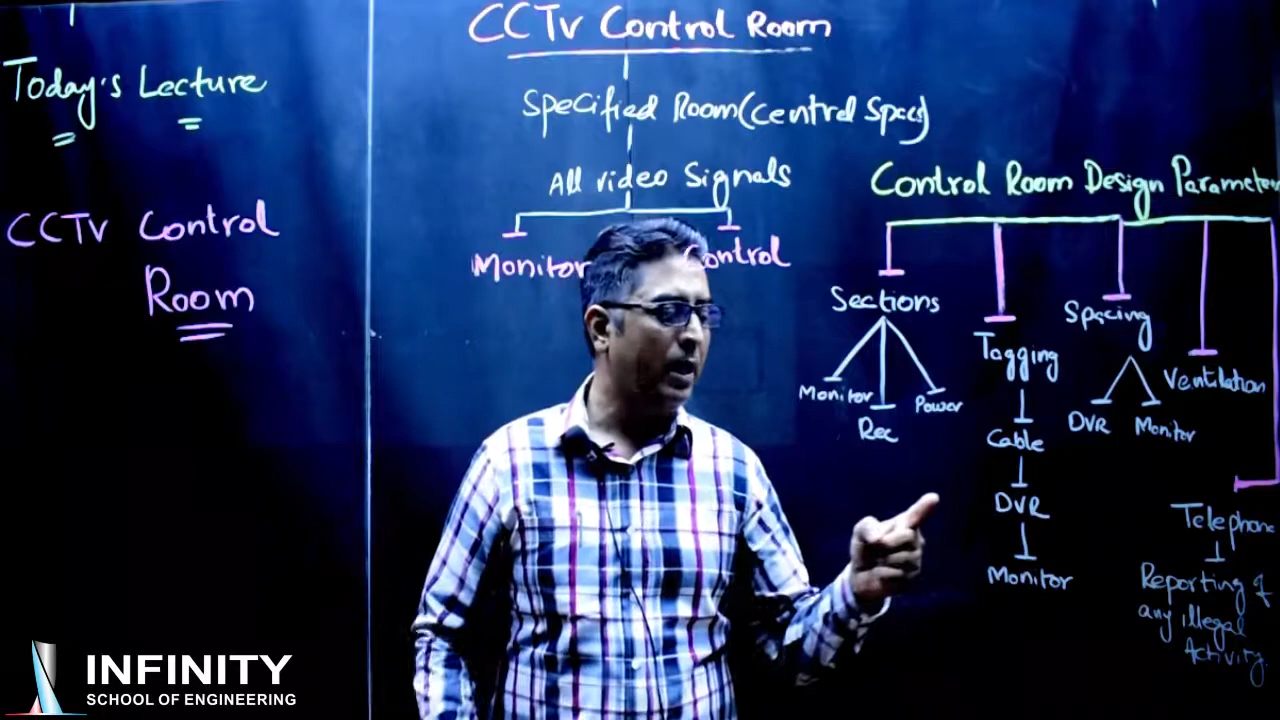 Today's Lecture
CCTV Control
Room
CCTV Control Room
Specified Room (Central Space)
All video Signals
Monitor
Control
Control Room Design Parameter
Sections
Monitor
Rec
Power
Tagging
Cable
DVR
Monitor
Spacing
DVR
Monitor
Ventilation
Telephone
Reporting of
any illegal
Activity.
INFINITY
SCHOOL OF ENGINEERING